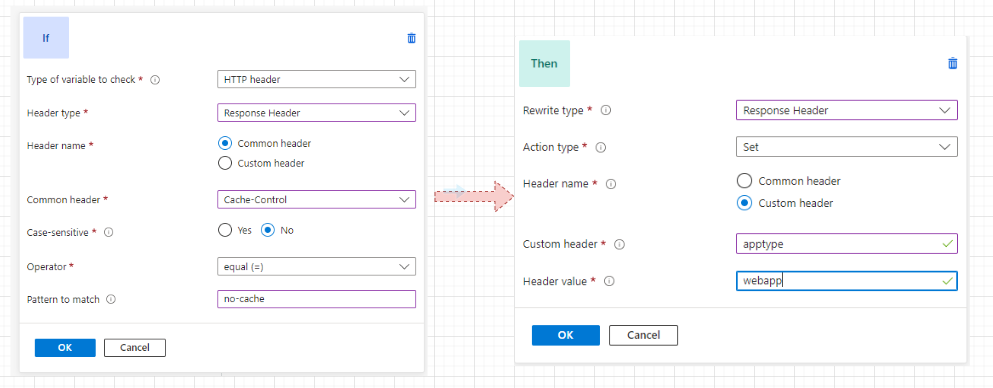 If
Type of variable to check *
HTTP header
Header type *
Response Header
Header name *
Common header
Custom header
Common header *
Cache-Control
Case-sensitive *
Yes No
Operator *
equal (=)
Pattern to match
no-cache
OK Cancel
Then
Rewrite type *
Response Header
Action type *
Set
Header name *
Common header
Custom header
Custom header *
apptype
Header value *
webapp
OK Cancel